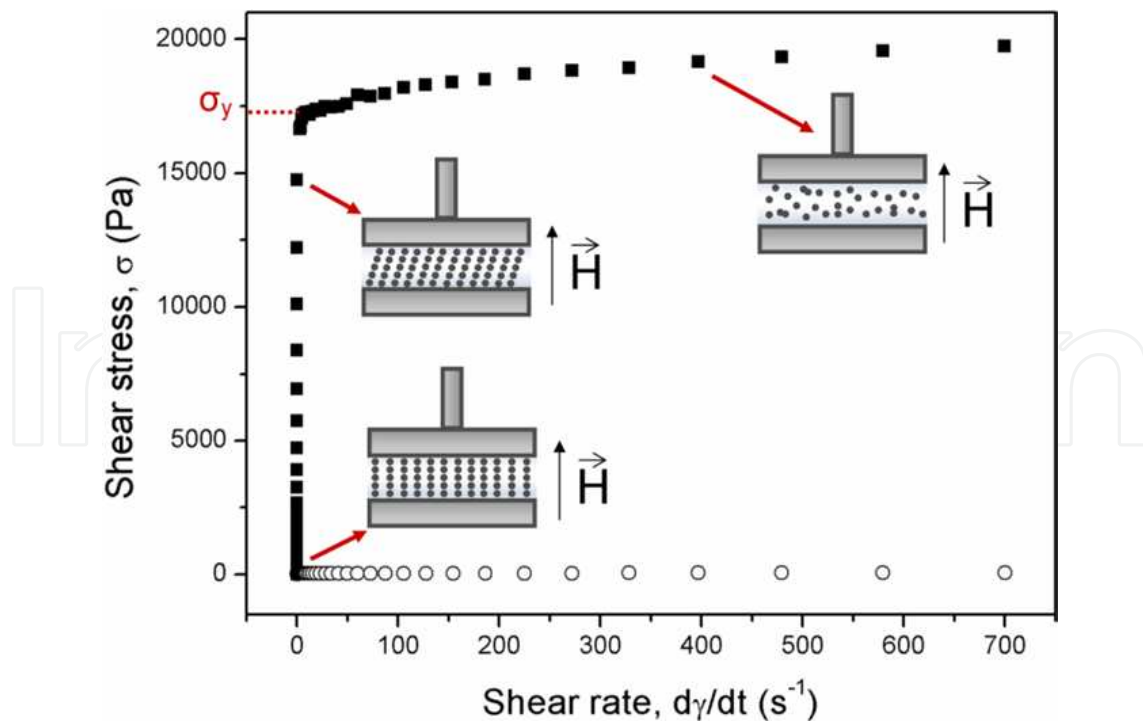 20000
σy
15000
H
H
10000
5000
H
0
Shear stress, σ (Pa)
0 100 200 300 400 500 600 700
Shear rate, dγ/dt (s-1)